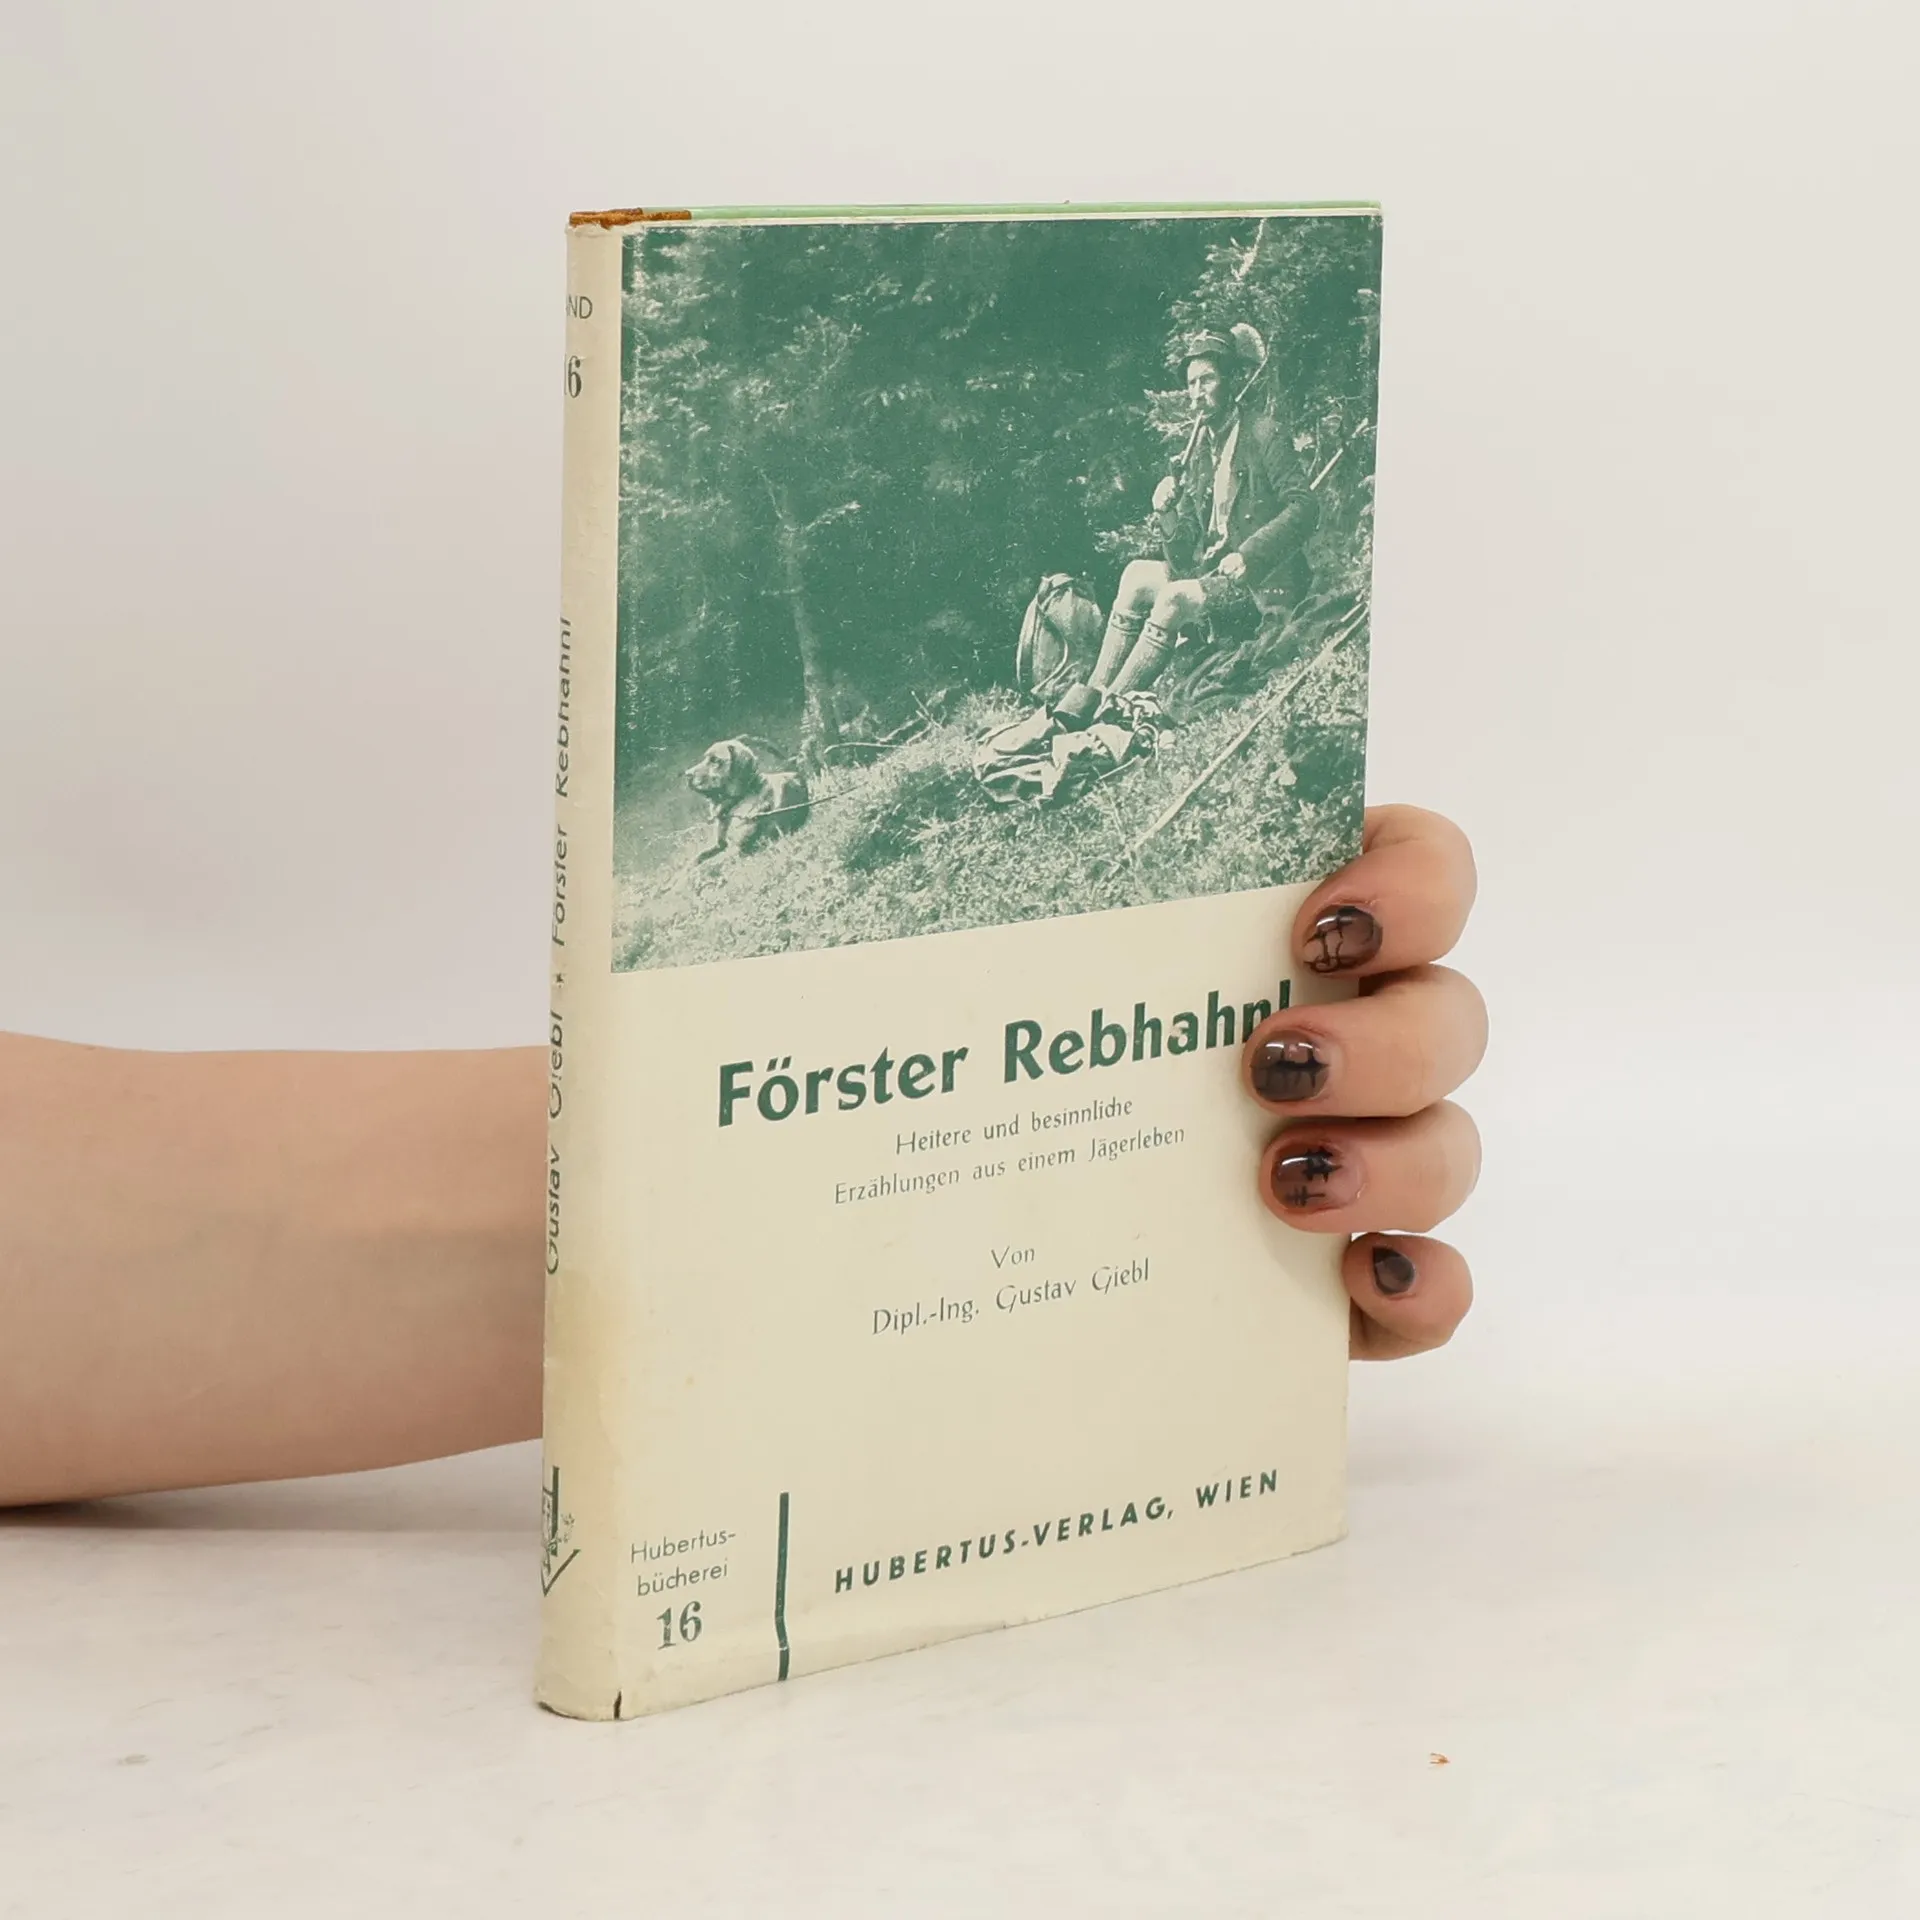 16
Gustav Giebl ★ Förster Rebhahnl
Förster Rebhahnl
Heitere und besinnliche
Erzählungen aus einem Jägerleben
Von
Dipl.-Ing. Gustav Giebl
Hubertus-
bücherei
16
HUBERTUS-VERLAG, WIEN